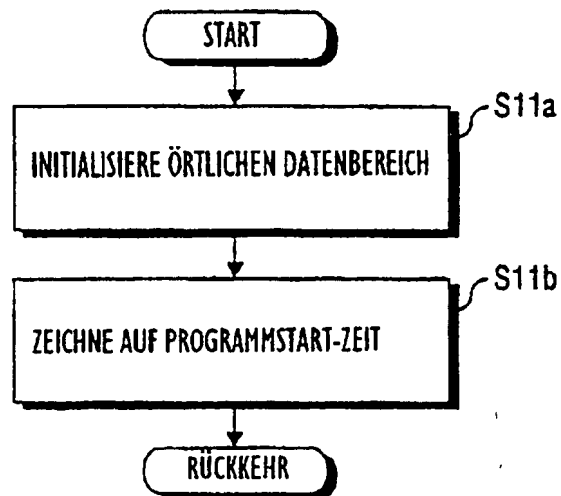 START
S11a
INITIALISIERE ÖRTLICHEN DATENBEREICH
S11b
ZEICHNE AUF PROGRAMMSTART-ZEIT
RÜCKKEHR